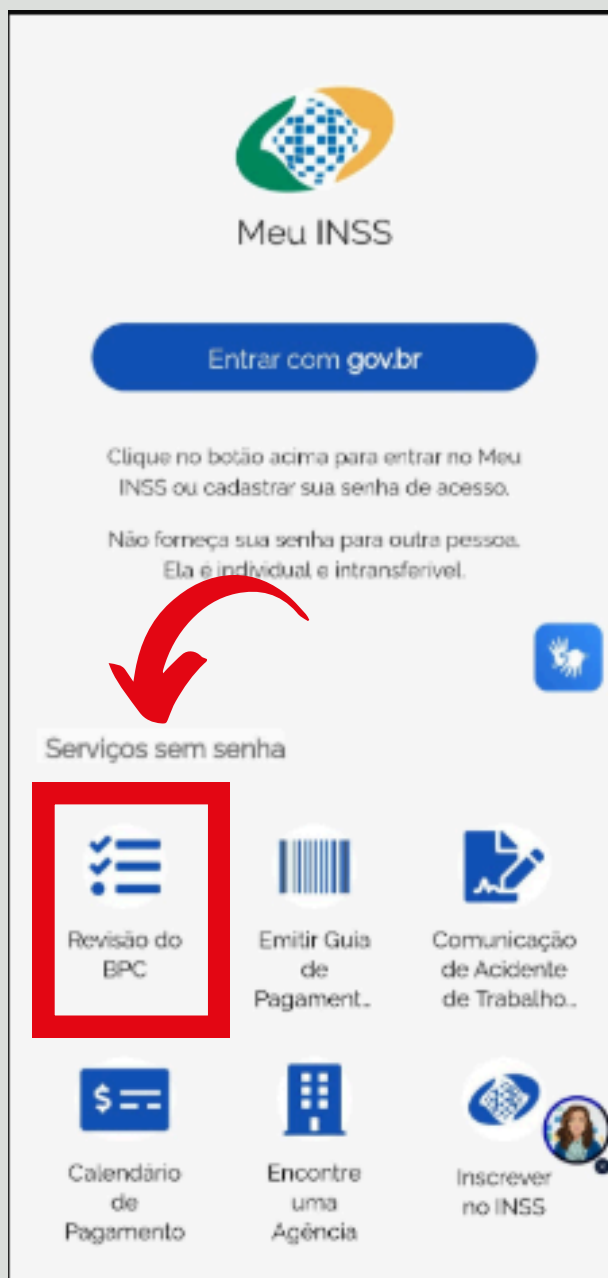 Meu INSS
Entrar com gov.br
Clique no botão acima para entrar no Meu
INSS ou cadastrar sua senha de acesso.
Não forneça sua senha para outra pessoa.
Ela é individual e intransferível.
Serviços sem senha
Revisão do
BPC
Emitir Guia
de
Pagament...
Comunicação
de Acidente
de Trabalho...
Calendário
de
Pagamento
Encontre
uma
Agência
Inscrever
no INSS